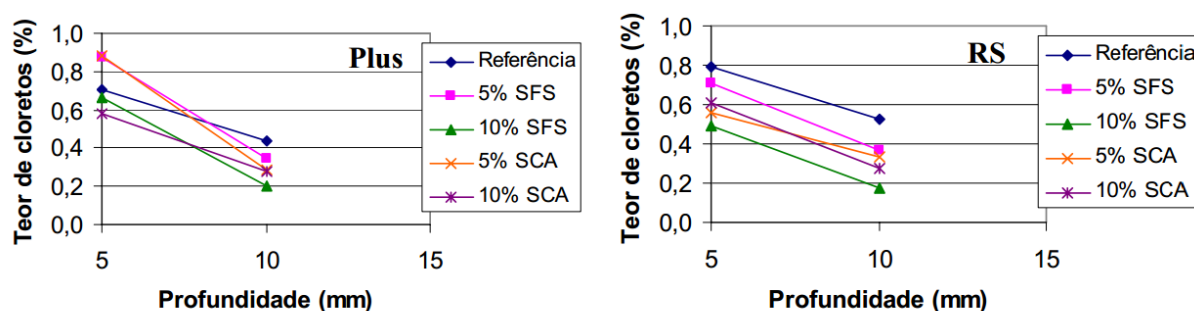 Plus
Teor de cloretos (%)
1,0
0,8
0,6
0,4
0,2
0,0
5
10
15
Profundidade (mm)
Referência
5% SFS
10% SFS
5% SCA
10% SCA
RS
Teor de cloretos (%)
1,0
0,8
0,6
0,4
0,2
0,0
5
10
15
Profundidade (mm)
Referência
5% SFS
10% SFS
5% SCA
10% SCA